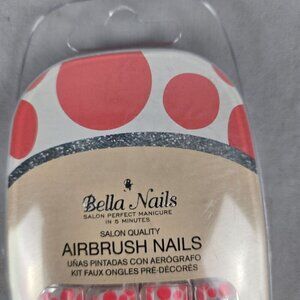 Bella Nails
SALON PERFECT MANICURE
IN 5 MINUTES
SALON QUALITY
AIRBRUSH NAILS
UÑAS PINTADAS CON AERÓGRAFO
KIT FAUX ONGLES PRÉ-DÉCORÉS